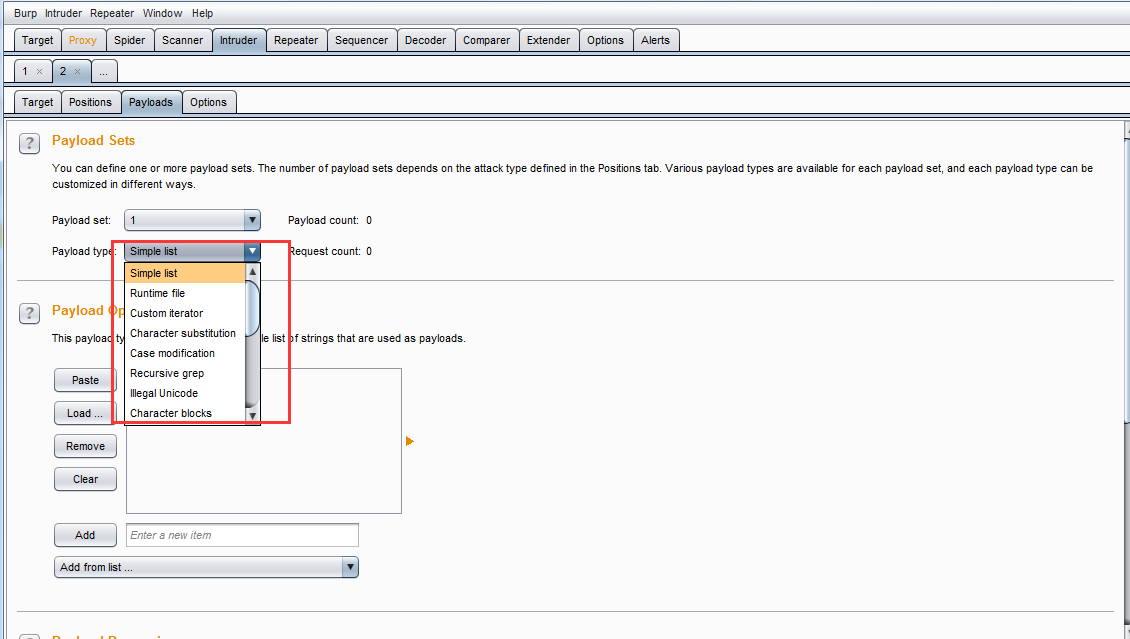 Burp Intruder Repeater Window Help
Target Proxy Spider Scanner Intruder Repeater Sequencer Decoder Comparer Extender Options Alerts
1 × 2 × ...
Target Positions Payloads Options
? Payload Sets
You can define one or more payload sets. The number of payload sets depends on the attack type defined in the Positions tab. Various payload types are available for each payload set, and each payload type can be
customized in different ways.
Payload set: 1 Payload count: 0
Payload type: Simple list Request count: 0
Simple list
Runtime file
Custom iterator
Character substitution
Case modification
Recursive grep
Illegal Unicode
Character blocks
? Payload Op
This payload ty le list of strings that are used as payloads.
Paste
Load ...
Remove
Clear
Add Enter a new item
Add from list ...